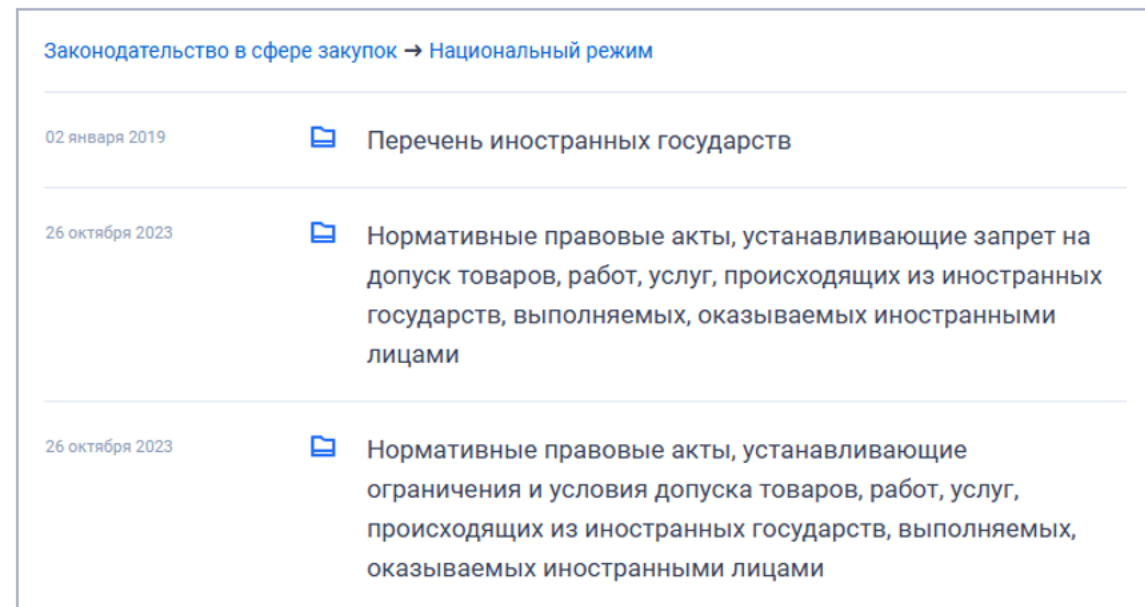 Законодательство в сфере закупок → Национальный режим
02 января 2019
Перечень иностранных государств
26 октября 2023
Нормативные правовые акты, устанавливающие запрет на
допуск товаров, работ, услуг, происходящих из иностранных
государств, выполняемых, оказываемых иностранными
лицами
26 октября 2023
Нормативные правовые акты, устанавливающие
ограничения и условия допуска товаров, работ, услуг,
происходящих из иностранных государств, выполняемых,
оказываемых иностранными лицами